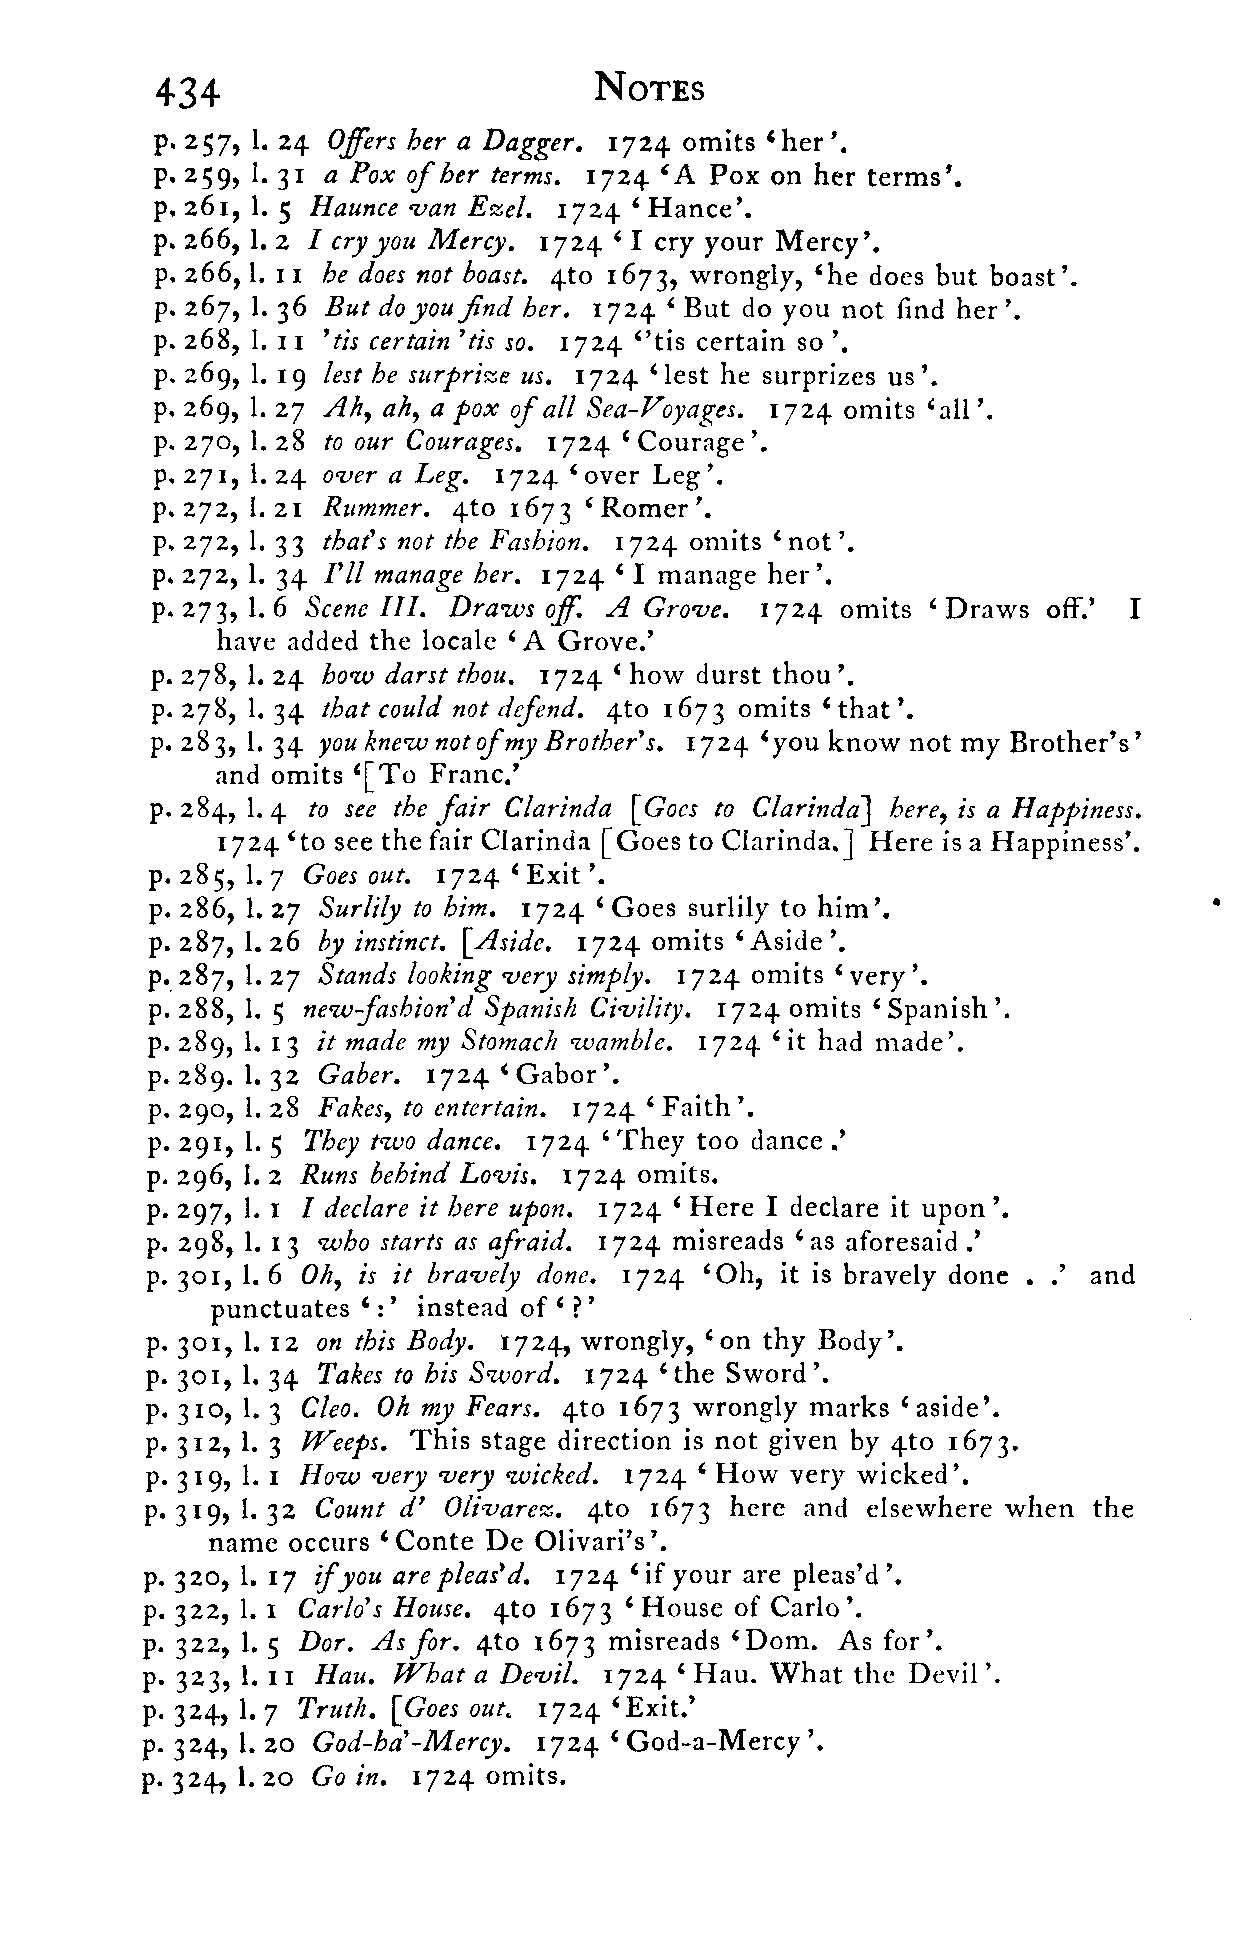 434 NOTES
p. 257, l. 24 Offers her a Dagger. 1724 omits ‘her’.
p. 259, l. 31 a Pox of her terms. 1724 ‘A Pox on her terms’.
p. 261, l. 5 Haunce van Ezel. 1724 ‘Hance’.
p. 266, l. 2 I cry you Mercy. 1724 ‘I cry your Mercy’.
p. 266, l. 11 he does not boast. 4to 1673, wrongly, ‘he does but boast’.
p. 267, l. 36 But do you find her. 1724 ‘But do you not find her’.
p. 268, l. 11 ’tis certain ’tis so. 1724 ‘’tis certain so’.
p. 269, l. 19 lest he surprize us. 1724 ‘lest he surprizes us’.
p. 269, l. 27 Ah, ah, a pox of all Sea-Voyages. 1724 omits ‘all’.
p. 270, l. 28 to our Courages. 1724 ‘Courage’.
p. 271, l. 24 over a Leg. 1724 ‘over Leg’.
p. 272, l. 21 Rummer. 4to 1673 ‘Romer’.
p. 272, l. 33 that's not the Fashion. 1724 omits ‘not’.
p. 272, l. 34 I'll manage her. 1724 ‘I manage her’.
p. 273, l. 6 Scene III. Draws off. A Grove. 1724 omits ‘Draws off.’ I
have added the locale ‘A Grove.’
p. 278, l. 24 how darst thou. 1724 ‘how durst thou’.
p. 278, l. 34 that could not defend. 4to 1673 omits ‘that’.
p. 283, l. 34 you knew not of my Brother's. 1724 ‘you know not my Brother's’
and omits ‘[To Franc.’
p. 284, l. 4 to see the fair Clarinda [Goes to Clarinda] here, is a Happiness.
1724 ‘to see the fair Clarinda [Goes to Clarinda.] Here is a Happiness’.
p. 285, l. 7 Goes out. 1724 ‘Exit’.
p. 286, l. 27 Surlily to him. 1724 ‘Goes surlily to him’.
p. 287, l. 26 by instinct. [Aside. 1724 omits ‘Aside’.
p. 287, l. 27 Stands looking very simply. 1724 omits ‘very’.
p. 288, l. 5 new-fashion'd Spanish Civility. 1724 omits ‘Spanish’.
p. 289, l. 13 it made my Stomach wamble. 1724 ‘it had made’.
p. 289. l. 32 Gaber. 1724 ‘Gabor’.
p. 290, l. 28 Fakes, to entertain. 1724 ‘Faith’.
p. 291, l. 5 They two dance. 1724 ‘They too dance.’
p. 296, l. 2 Runs behind Lovis. 1724 omits.
p. 297, l. 1 I declare it here upon. 1724 ‘Here I declare it upon’.
p. 298, l. 13 who starts as afraid. 1724 misreads ‘as aforesaid.’
p. 301, l. 6 Oh, is it bravely done. 1724 ‘Oh, it is bravely done . .’ and
punctuates ‘:’ instead of ‘?’
p. 301, l. 12 on this Body. 1724, wrongly, ‘on thy Body’.
p. 301, l. 34 Takes to his Sword. 1724 ‘the Sword’.
p. 310, l. 3 Cleo. Oh my Fears. 4to 1673 wrongly marks ‘aside’.
p. 312, l. 3 Weeps. This stage direction is not given by 4to 1673.
p. 319, l. 1 How very very wicked. 1724 ‘How very wicked’.
p. 319, l. 32 Count d' Olivarez. 4to 1673 here and elsewhere when the
name occurs ‘Conte De Olivari's’.
p. 320, l. 17 if you are pleas'd. 1724 ‘if your are pleas'd’.
p. 322, l. 1 Carlo's House. 4to 1673 ‘House of Carlo’.
p. 322, l. 5 Dor. As for. 4to 1673 misreads ‘Dom. As for’.
p. 323, l. 11 Hau. What a Devil. 1724 ‘Hau. What the Devil’.
p. 324, l. 7 Truth. [Goes out. 1724 ‘Exit.’
p. 324, l. 20 God-ha'-Mercy. 1724 ‘God-a-Mercy’.
p. 324, l. 20 Go in. 1724 omits.